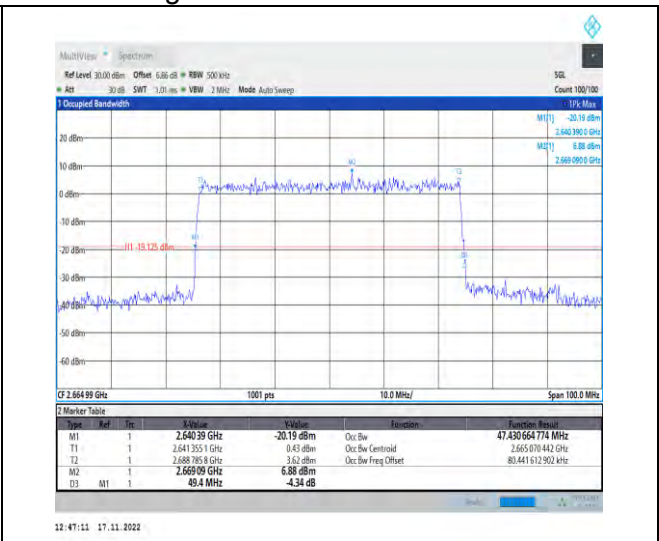 MultiView Spectrum
Ref Level 30.00 dBm Offset 6.86 dB RBW 500 kHz SGL
Att 30 dB SWT 1.01 ms VBW 2 MHz Mode Auto Sweep Count 100/100
1 Occupied Bandwidth 1Pk Max
M1[1] -20.19 dBm
2.640 390 0 GHz
M2[1] 6.88 dBm
2.669 090 0 GHz
20 dBm
10 dBm
M2
T1
T2
0 dBm
-10 dBm
M1
H1 -19.125 dBm
-20 dBm
D3
-30 dBm
-40 dBm
-50 dBm
-60 dBm
CF 2.664 99 GHz 1001 pts 10.0 MHz/ Span 100.0 MHz
2 Marker Table
Type Ref Trc X-Value Y-Value Function Function Result
M1 1 2.640 39 GHz -20.19 dBm Occ Bw 47.430 664 774 MHz
T1 1 2.641 355 1 GHz 0.43 dBm Occ Bw Centroid 2.665 070 442 GHz
T2 1 2.688 785 8 GHz 3.62 dBm Occ Bw Freq Offset 80.441 612 902 kHz
M2 1 2.669 09 GHz 6.88 dBm
D3 M1 1 49.4 MHz -4.34 dB
12:47:11 17.11.2022